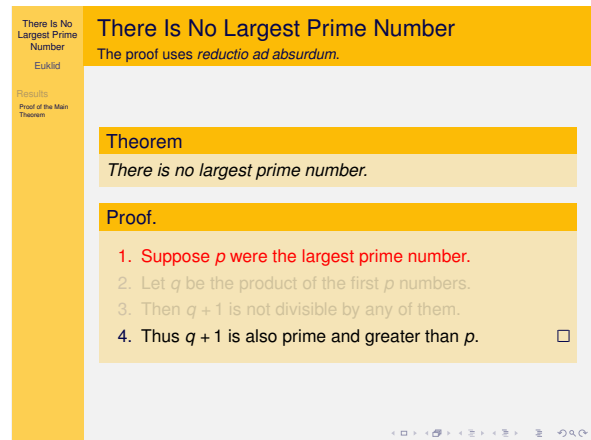 There Is No
Largest Prime
Number
Euklid
Results
Proof of the Main
Theorem
There Is No Largest Prime Number
The proof uses reductio ad absurdum.
Theorem
There is no largest prime number.
Proof.
1. Suppose p were the largest prime number.
2. Let q be the product of the first p numbers.
3. Then q + 1 is not divisible by any of them.
4. Thus q + 1 is also prime and greater than p. □